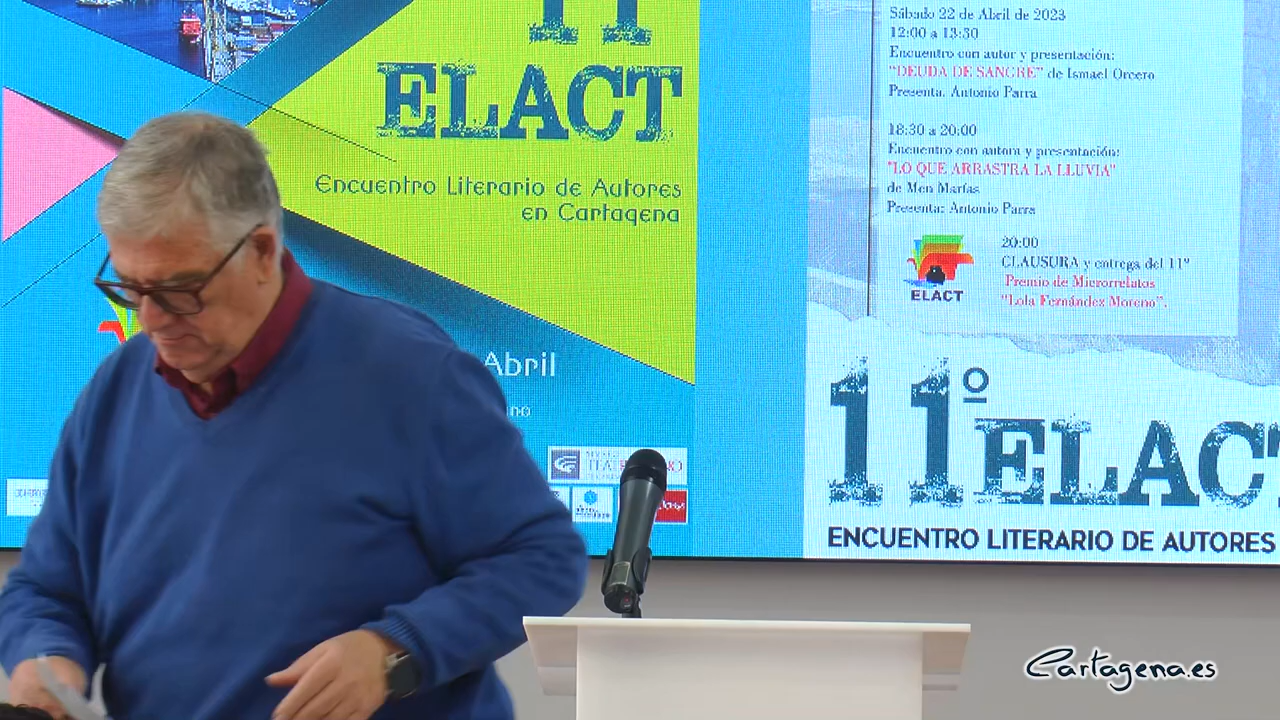 11
ELACT
Encuentro Literario de Autores
en Cartagena
Abril
Sábado 22 de Abril de 2023
12:00 a 13:30
Encuentro con autor y presentación:
"DEUDA DE SANGRE" de Ismael Orcero
Presenta. Antonio Parra
18:30 a 20:00
Encuentro con autora y presentación:
"LO QUE ARRASTRA LA LLUVIA"
de Men Marías
Presenta: Antonio Parra
20:00
CLAUSURA y entrega del 11º
Premio de Microrrelatos
"Lola Fernández Moreno".
ELACT
11º ELACT
ENCUENTRO LITERARIO DE AUTORES
Cartagena.es